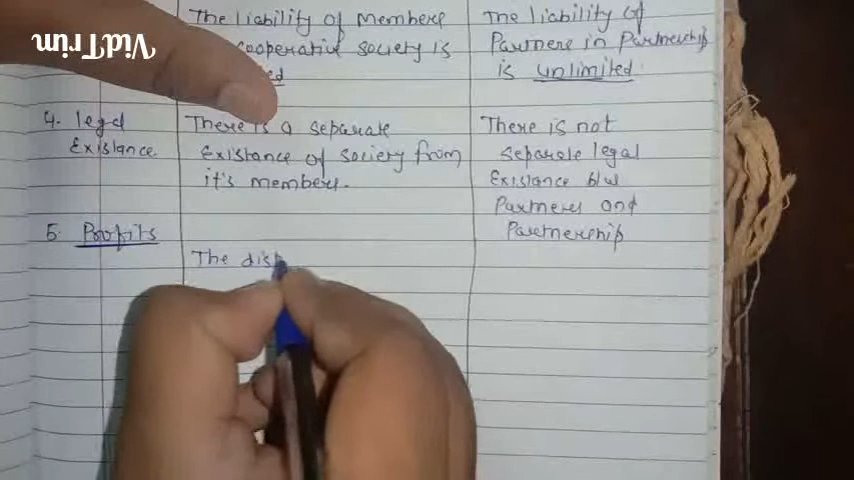 VidTrim
The liability of Members
cooperative society is
ed
The liability of
Partners in Partnership
is unlimited.
4. legal
Existance
There is a separate
Existance of society from
it's members.
There is not
separate legal
Existance b/w
Partners and
Partnership
5. Profits
The disp